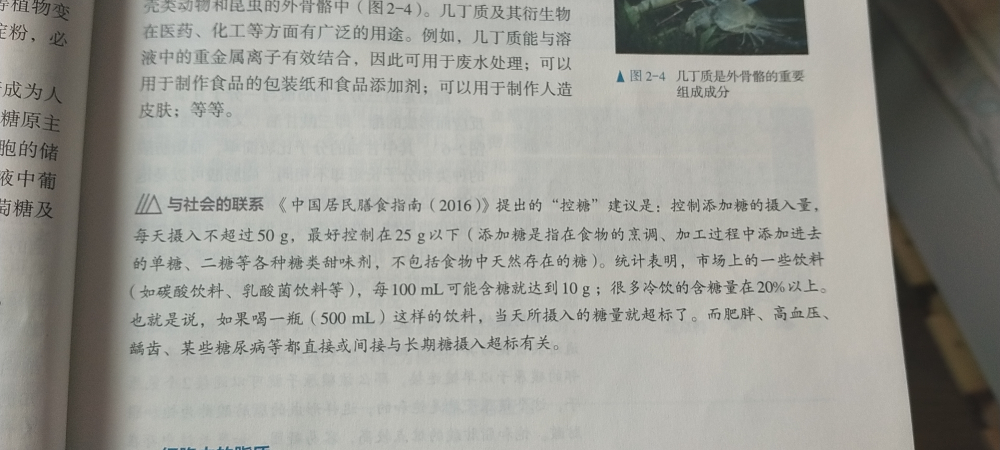 等植物变
淀粉，必
成为人
糖原主
胞的储
液中葡
萄糖及
壳类动物和昆虫的外骨骼中（图2-4）。几丁质及其衍生物
在医药、化工等方面有广泛的用途。例如，几丁质能与溶
液中的重金属离子有效结合，因此可用于废水处理；可以
用于制作食品的包装纸和食品添加剂；可以用于制作人造
皮肤；等等。
▲图2-4 几丁质是外骨骼的重要
组成成分
与社会的联系 《中国居民膳食指南（2016）》提出的“控糖”建议是：控制添加糖的摄入量，
每天摄入不超过50 g，最好控制在25 g以下（添加糖是指在食物的烹调、加工过程中添加进去
的单糖、二糖等各种糖类甜味剂，不包括食物中天然存在的糖）。统计表明，市场上的一些饮料
（如碳酸饮料、乳酸菌饮料等），每100 mL可能含糖就达到10 g；很多冷饮的含糖量在20%以上。
也就是说，如果喝一瓶（500 mL）这样的饮料，当天所摄入的糖量就超标了。而肥胖、高血压、
龋齿、某些糖尿病等都直接或间接与长期糖摄入超标有关。